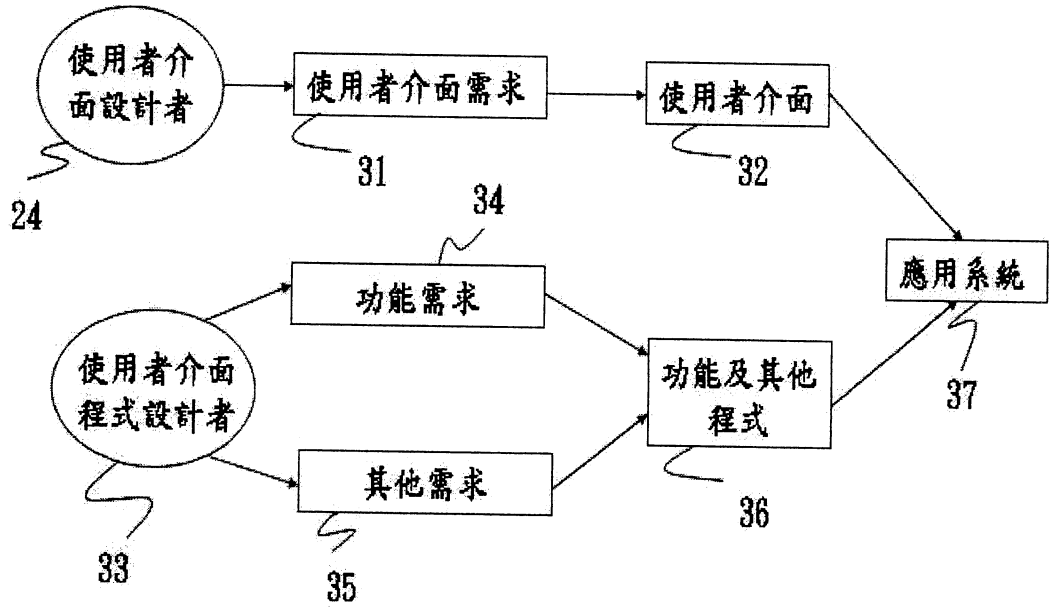 使用者介
面設計者
24
使用者介面需求
31
使用者介面
32
34
功能需求
使用者介面
程式設計者
33
其他需求
35
功能及其他
程式
36
應用系統
37